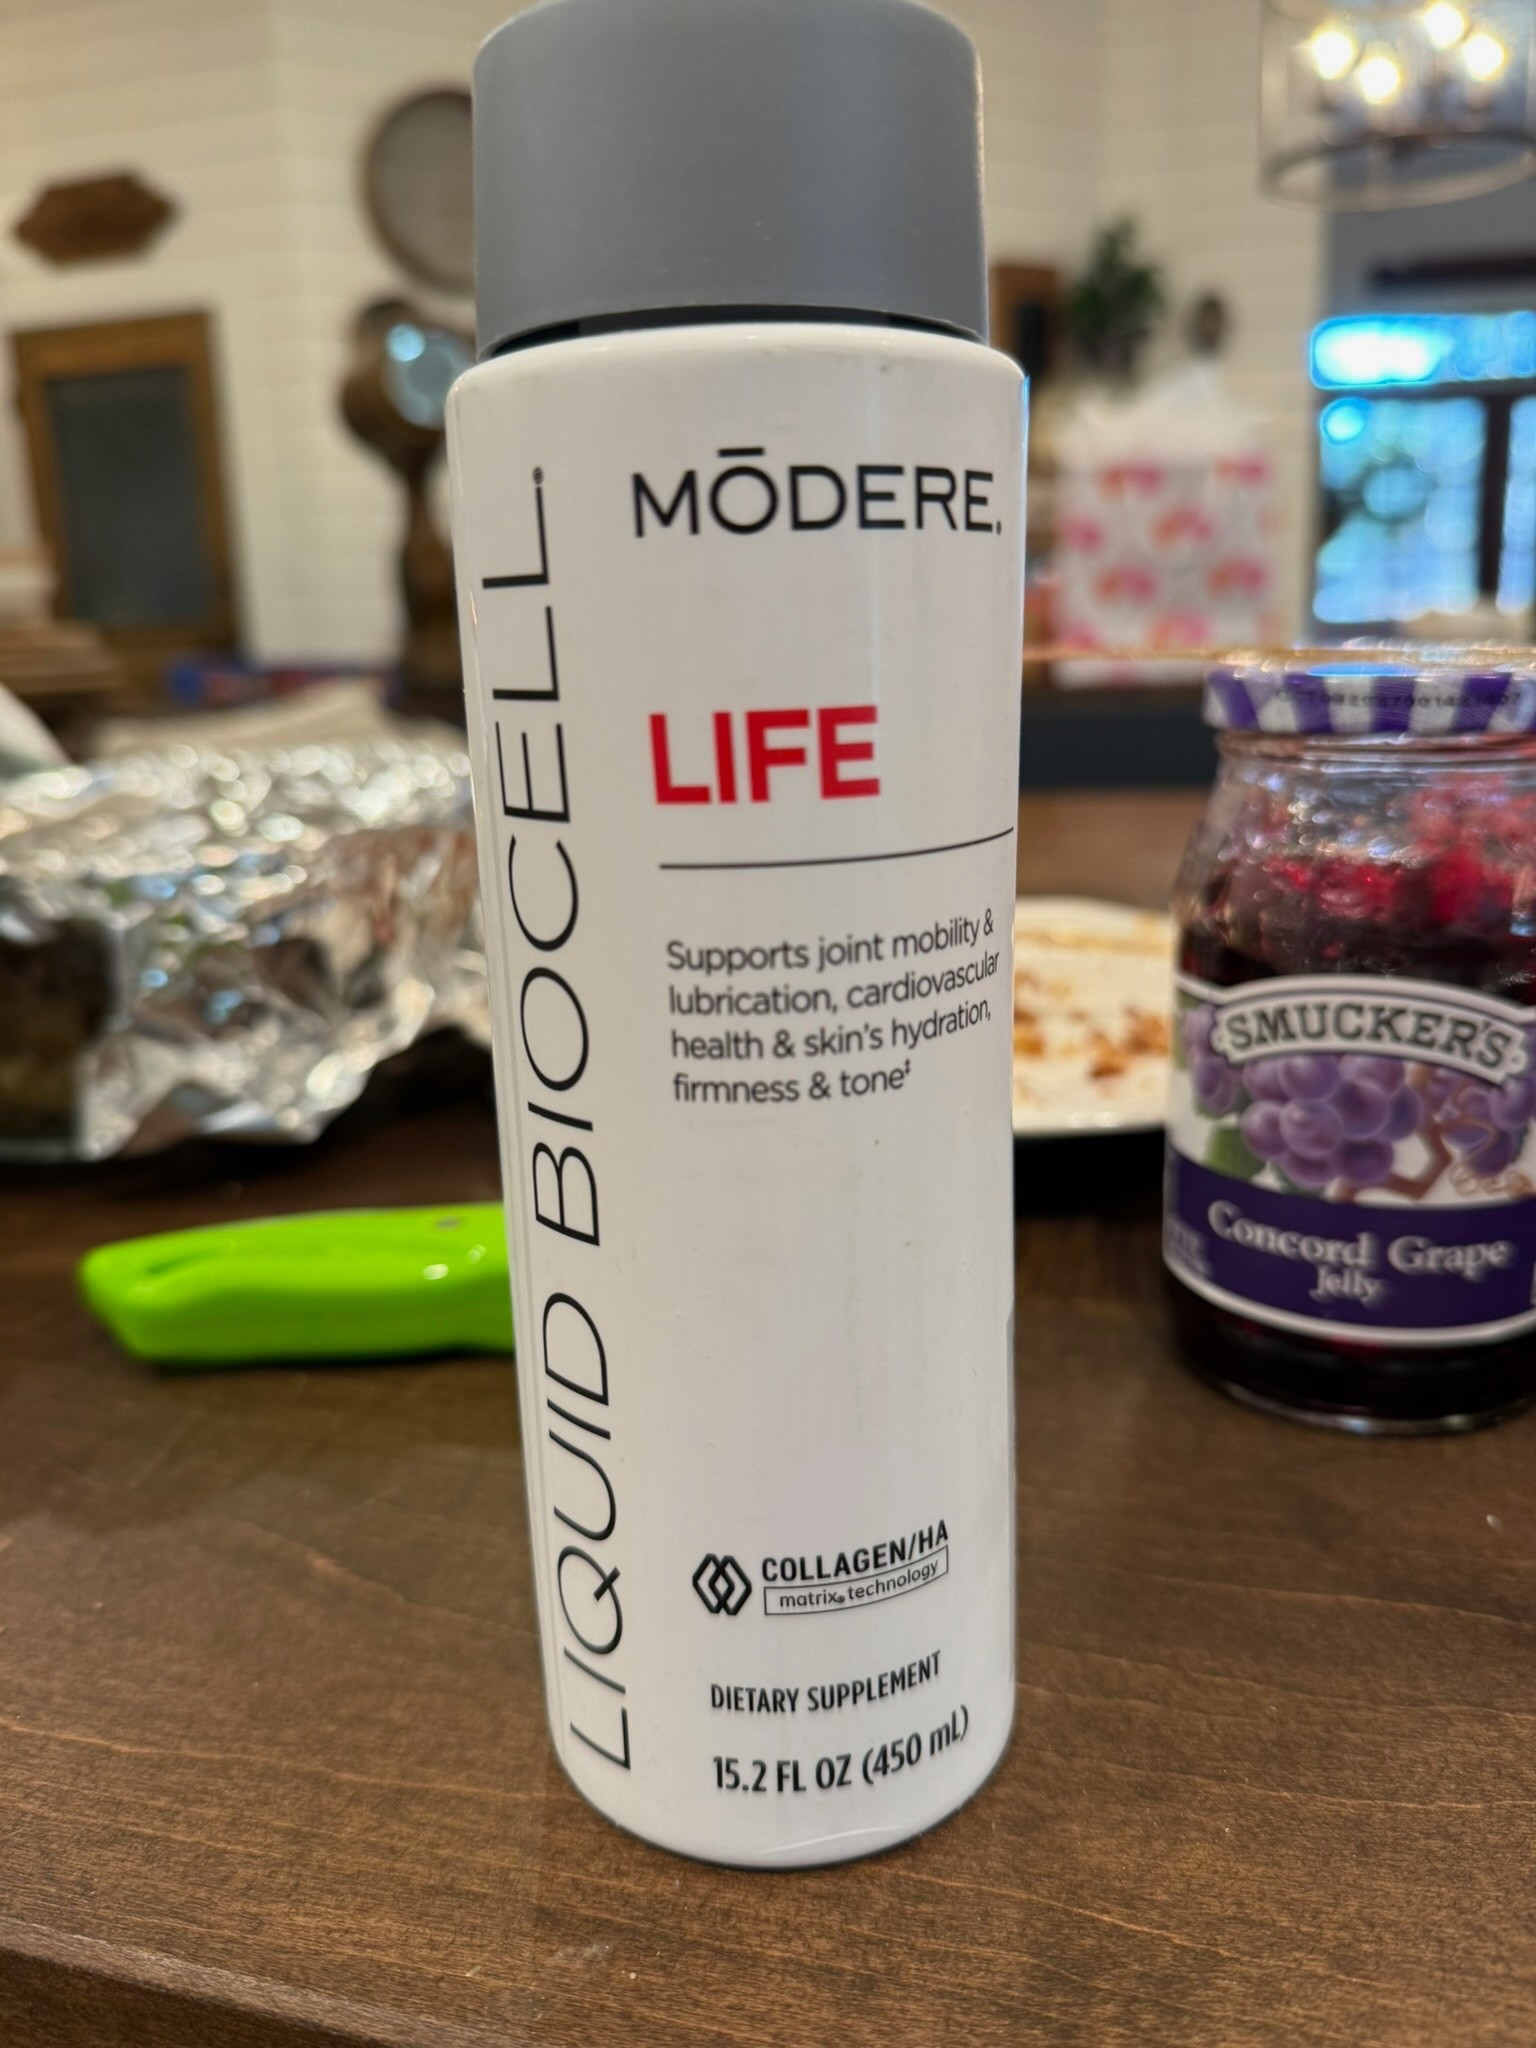 MŌDERE.
LIQUID BIOCELL®
LIFE
Supports joint mobility &
lubrication, cardiovascular
health & skin's hydration,
firmness & tone‡
COLLAGEN/HA
matrix® technology
DIETARY SUPPLEMENT
15.2 FL OZ (450 mL)
SMUCKER'S
Concord Grape
Jelly